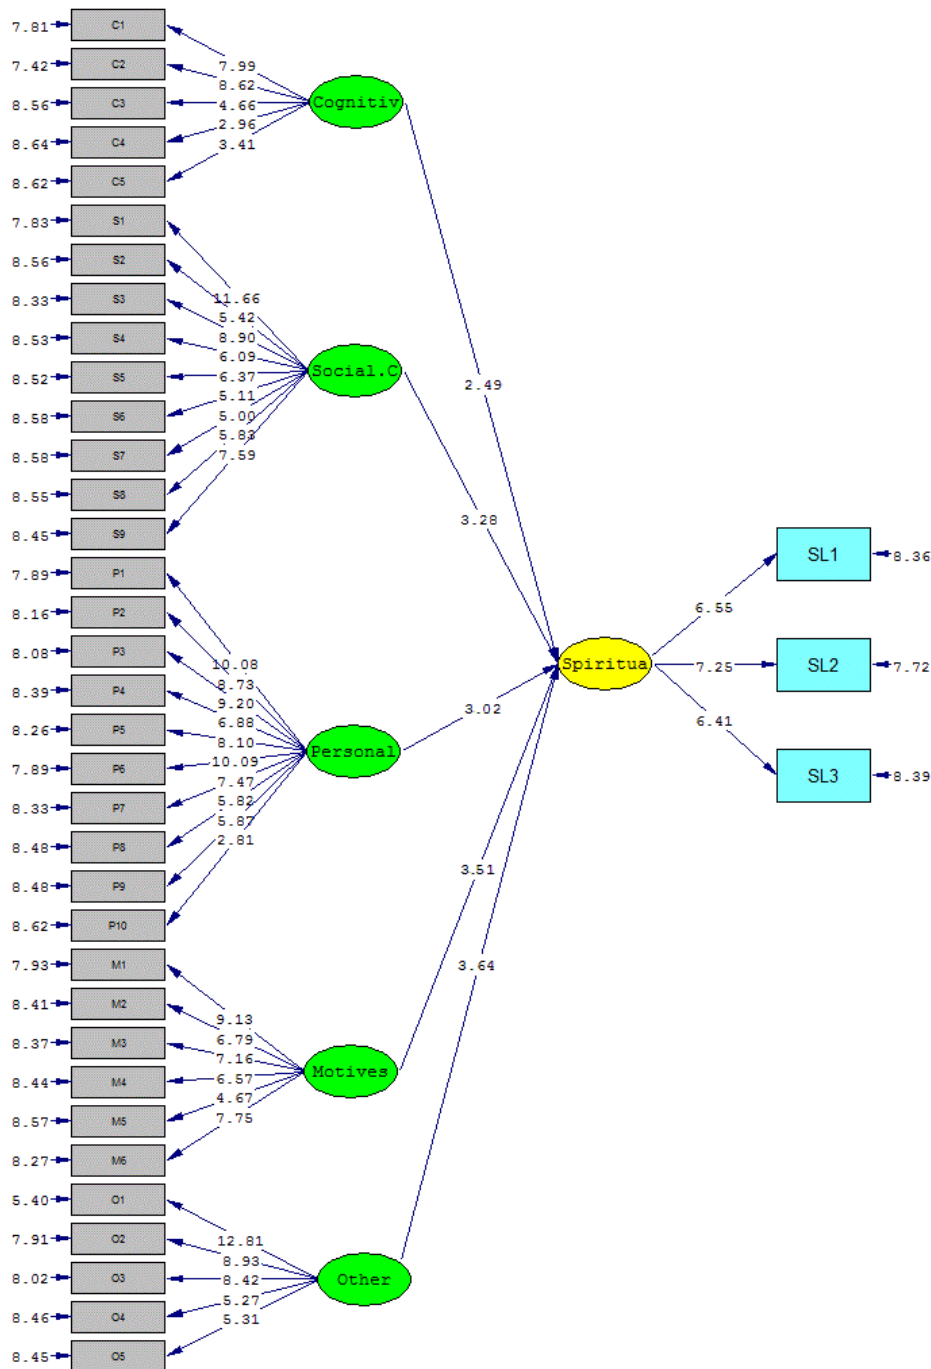 7.81 C1
7.42 C2
8.56 C3
8.64 C4
8.62 C5
7.99
8.62
4.66
2.96
3.41
Cognitiv
7.83 S1
8.56 S2
8.33 S3
8.53 S4
8.52 S5
8.58 S6
8.58 S7
8.55 S8
8.45 S9
11.66
5.42
8.90
6.09
6.37
5.11
5.00
5.83
7.59
Social.C
7.89 P1
8.16 P2
8.08 P3
8.39 P4
8.26 P5
7.89 P6
8.33 P7
8.48 P8
8.48 P9
8.62 P10
10.08
8.73
9.20
6.88
8.10
10.09
7.47
5.82
5.87
2.81
Personal
7.93 M1
8.41 M2
8.37 M3
8.44 M4
8.57 M5
8.27 M6
9.13
6.79
7.16
6.57
4.67
7.75
Motives
5.40 O1
7.91 O2
8.02 O3
8.46 O4
8.45 O5
12.81
8.93
8.42
5.27
5.31
Other
2.49
3.28
3.02
3.51
3.64
Spiritua
6.55
7.25
6.41
SL1 8.36
SL2 7.72
SL3 8.39